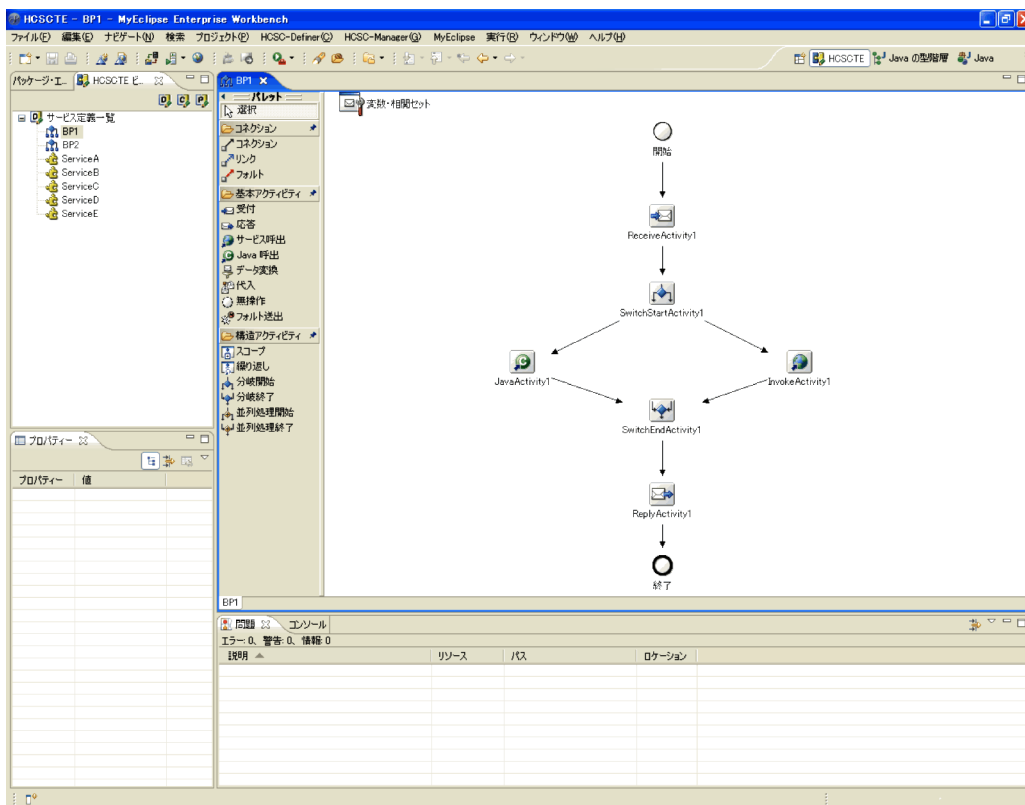 HCSCTE - BP1 - MyEclipse Enterprise Workbench
ファイル(F) 編集(E) ナビゲート(N) 検索 プロジェクト(P) HCSC-Definer(C) HCSC-Manager(G) MyEclipse 実行(R) ウィンドウ(W) ヘルプ(H)
HCSCTE Java の型階層 Java
パッケージ・エ... HCSCTE ビ...
サービス定義一覧
BP1
BP2
ServiceA
ServiceB
ServiceC
ServiceD
ServiceE
プロパティー
プロパティー 値
BP1
パレット
選択
コネクション
コネクション
リンク
フォルト
基本アクティビティ
受付
応答
サービス呼出
Java 呼出
データ変換
代入
無操作
フォルト送出
構造アクティビティ
スコープ
繰り返し
分岐開始
分岐終了
並列処理開始
並列処理終了
変数・相関セット
開始
ReceiveActivity1
SwitchStartActivity1
JavaActivity1
InvokeActivity1
SwitchEndActivity1
ReplyActivity1
終了
BP1
問題 コンソール
エラー: 0、警告: 0、情報: 0
説明 リソース パス ロケーション